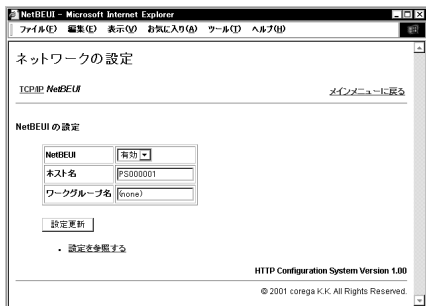 NetBEUI - Microsoft Internet Explorer
ファイル(F) 編集(E) 表示(V) お気に入り(A) ツール(T) ヘルプ(H)
ネットワークの設定
TCP/IP NetBEUI メインメニューに戻る
NetBEUI の設定
NetBEUI 有効
ホスト名 PS000001
ワークグループ名 (none)
設定更新
設定を参照する
HTTP Configuration System Version 1.00
© 2001 corega K.K. All Rights Reserved.